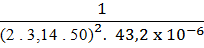 1
(2 . 3,14 . 50)². 43,2 x 10⁻⁶